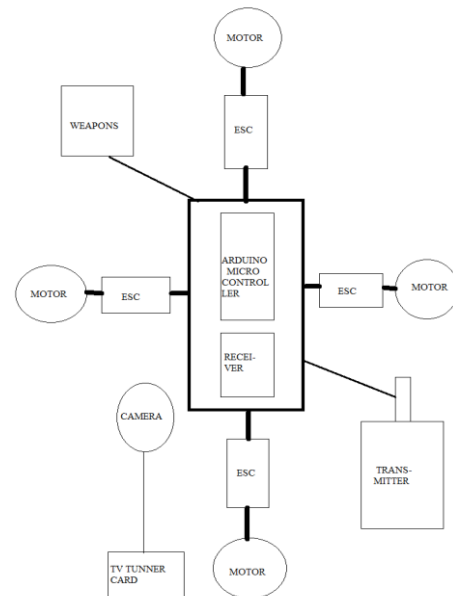 MOTOR
ESC
WEAPONS
ARDUINO
MICRO
CONTROL
LLER
MOTOR
ESC
ESC
MOTOR
RECEI-
VER
CAMERA
ESC
TRANS-
MITTER
TV TUNNER
CARD
MOTOR